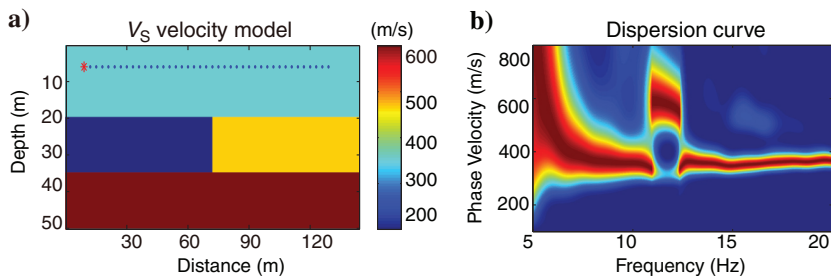 a)
V_S velocity model
(m/s)
Depth (m)
10
20
30
40
50
30
60
90
120
Distance (m)
600
500
400
300
200
b)
Dispersion curve
Phase Velocity (m/s)
800
600
400
200
5
10
15
20
Frequency (Hz)